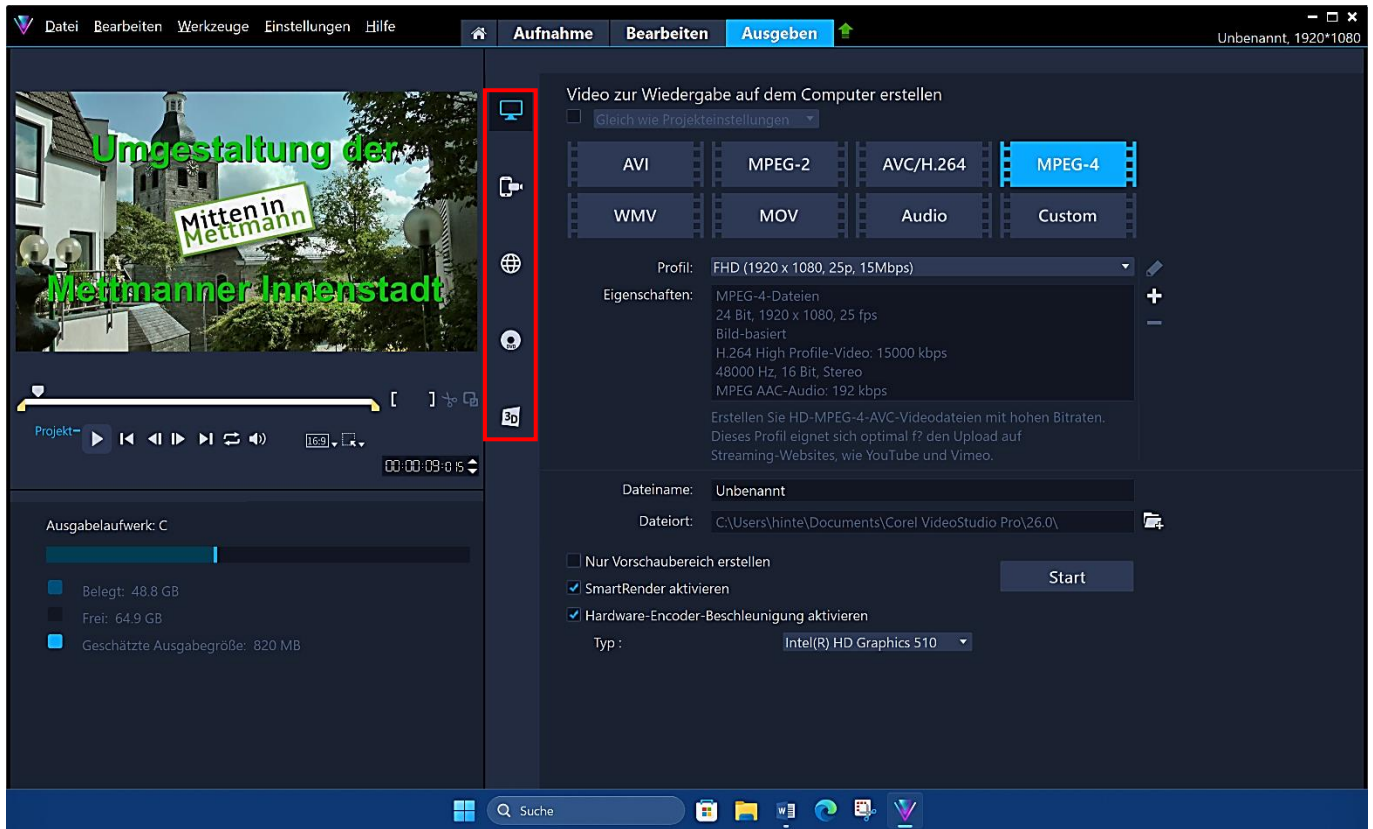 Datei Bearbeiten Werkzeuge Einstellungen Hilfe
Aufnahme Bearbeiten Ausgeben
Unbenannt, 1920*1080
Umgestaltung der
Mitten in
Mettmann
Mettmanner Innenstadt
Projekt-
16:9
00:00:09:015
Ausgabelaufwerk: C
Belegt: 48.8 GB
Frei: 64.9 GB
Geschätzte Ausgabegröße: 820 MB
DVD
3D
Video zur Wiedergabe auf dem Computer erstellen
Gleich wie Projekteinstellungen
AVI MPEG-2 AVC/H.264 MPEG-4
WMV MOV Audio Custom
Profil: FHD (1920 x 1080, 25p, 15Mbps)
Eigenschaften: MPEG-4-Dateien
24 Bit, 1920 x 1080, 25 fps
Bild-basiert
H.264 High Profile-Video: 15000 kbps
48000 Hz, 16 Bit, Stereo
MPEG AAC-Audio: 192 kbps
Erstellen Sie HD-MPEG-4-AVC-Videodateien mit hohen Bitraten.
Dieses Profil eignet sich optimal f? den Upload auf
Streaming-Websites, wie YouTube und Vimeo.
Dateiname: Unbenannt
Dateiort: C:\Users\hinte\Documents\Corel VideoStudio Pro\26.0\
Nur Vorschaubereich erstellen
SmartRender aktivieren
Start
Hardware-Encoder-Beschleunigung aktivieren
Typ : Intel(R) HD Graphics 510
Suche